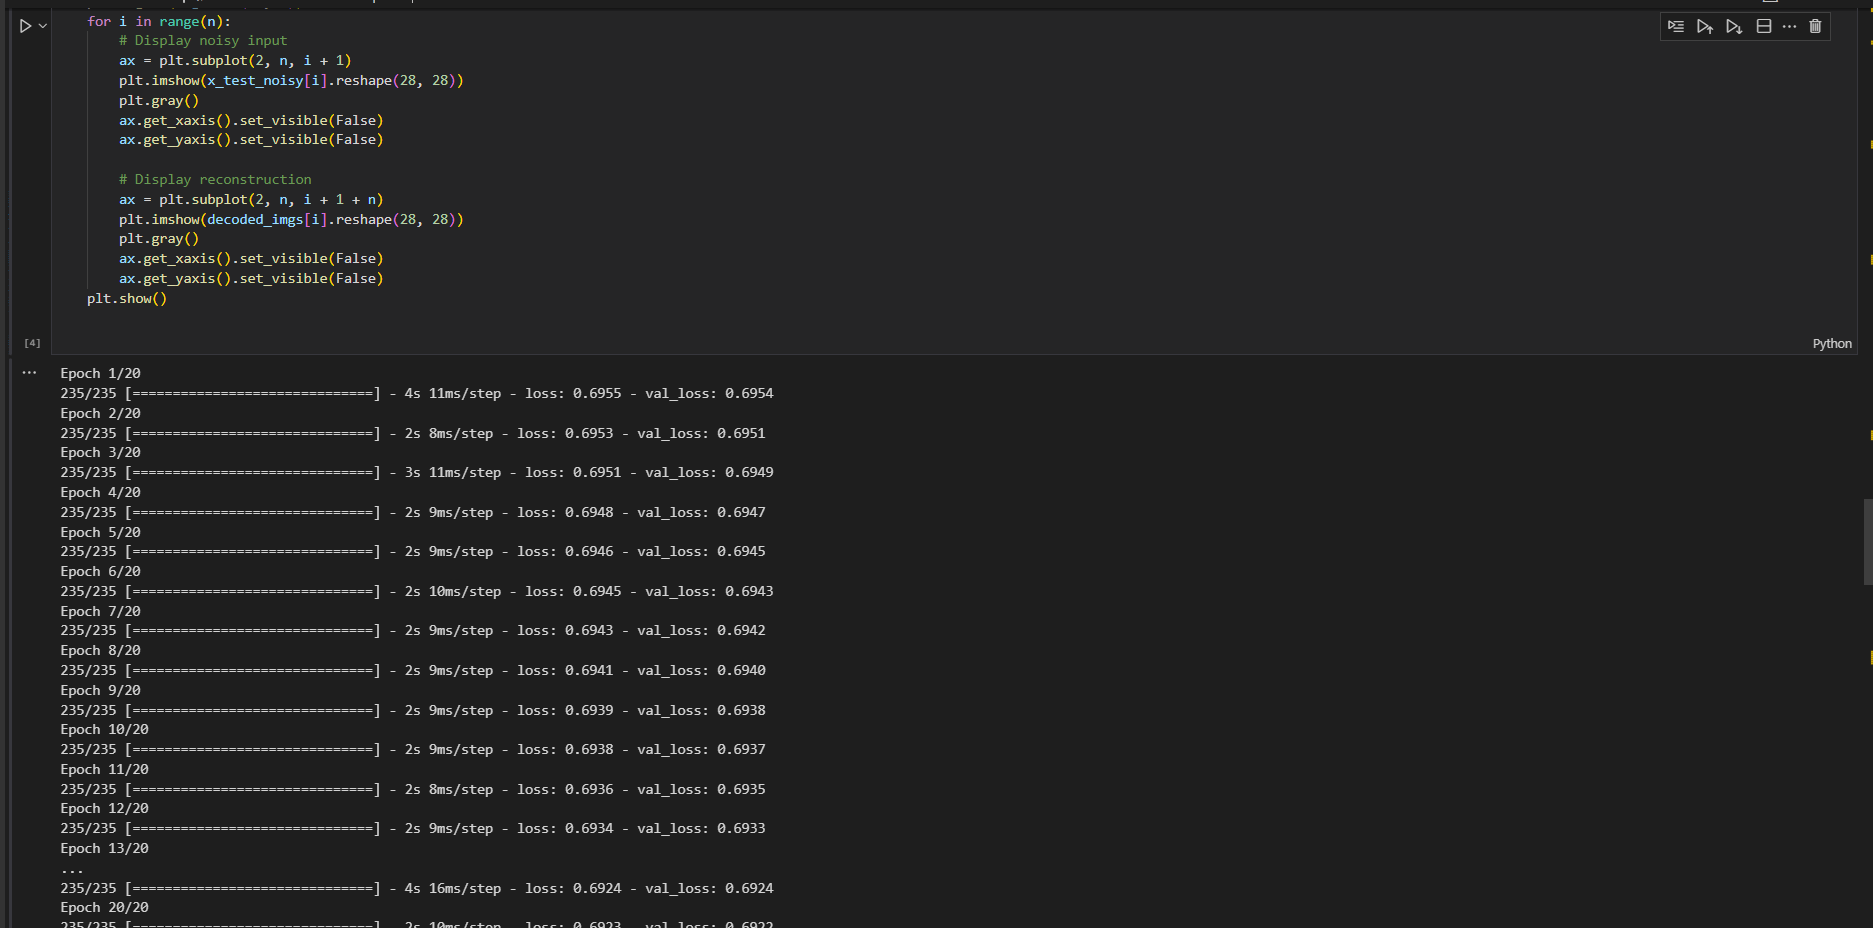 for i in range(n):
# Display noisy input
ax = plt.subplot(2, n, i + 1)
plt.imshow(x_test_noisy[i].reshape(28, 28))
plt.gray()
ax.get_xaxis().set_visible(False)
ax.get_yaxis().set_visible(False)
# Display reconstruction
ax = plt.subplot(2, n, i + 1 + n)
plt.imshow(decoded_imgs[i].reshape(28, 28))
plt.gray()
ax.get_xaxis().set_visible(False)
ax.get_yaxis().set_visible(False)
plt.show()
[4]
Python
Epoch 1/20
235/235 [==============================] - 4s 11ms/step - loss: 0.6955 - val_loss: 0.6954
Epoch 2/20
235/235 [==============================] - 2s 8ms/step - loss: 0.6953 - val_loss: 0.6951
Epoch 3/20
235/235 [==============================] - 3s 11ms/step - loss: 0.6951 - val_loss: 0.6949
Epoch 4/20
235/235 [==============================] - 2s 9ms/step - loss: 0.6948 - val_loss: 0.6947
Epoch 5/20
235/235 [==============================] - 2s 9ms/step - loss: 0.6946 - val_loss: 0.6945
Epoch 6/20
235/235 [==============================] - 2s 10ms/step - loss: 0.6945 - val_loss: 0.6943
Epoch 7/20
235/235 [==============================] - 2s 9ms/step - loss: 0.6943 - val_loss: 0.6942
Epoch 8/20
235/235 [==============================] - 2s 9ms/step - loss: 0.6941 - val_loss: 0.6940
Epoch 9/20
235/235 [==============================] - 2s 9ms/step - loss: 0.6939 - val_loss: 0.6938
Epoch 10/20
235/235 [==============================] - 2s 9ms/step - loss: 0.6938 - val_loss: 0.6937
Epoch 11/20
235/235 [==============================] - 2s 8ms/step - loss: 0.6936 - val_loss: 0.6935
Epoch 12/20
235/235 [==============================] - 2s 9ms/step - loss: 0.6934 - val_loss: 0.6933
Epoch 13/20
...
235/235 [==============================] - 4s 16ms/step - loss: 0.6924 - val_loss: 0.6924
Epoch 20/20
235/235 [==============================] - 2s 10ms/step - loss: 0.6923 - val_loss: 0.6922